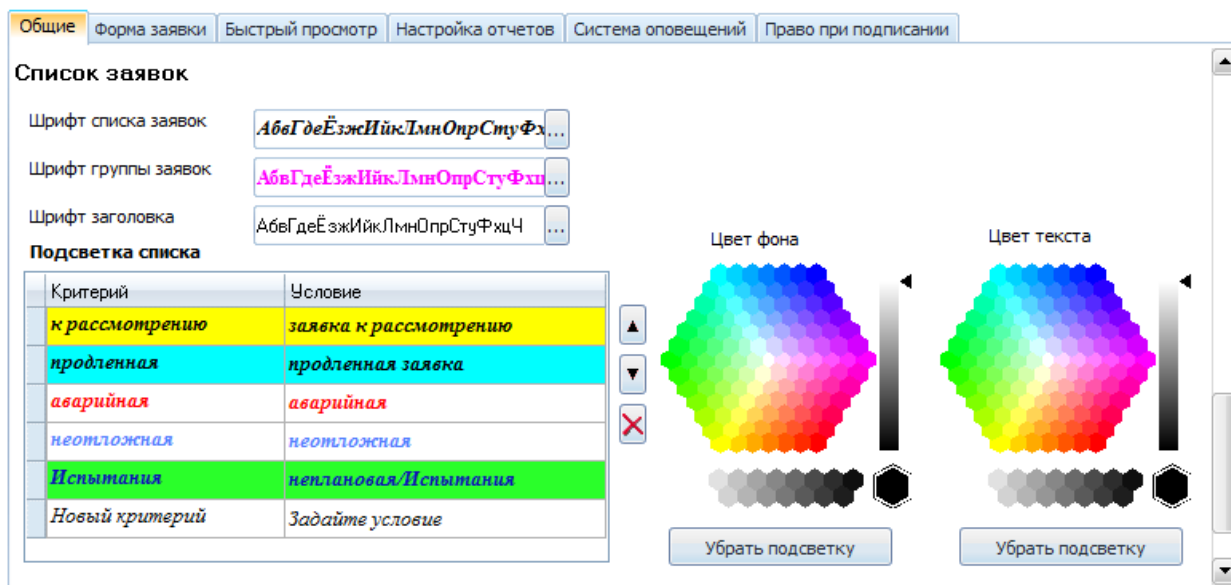 Общие Форма заявки Быстрый просмотр Настройка отчетов Система оповещений Право при подписании
Список заявок
Шрифт списка заявок АбвГдеЁзжИйкЛмнОпрСтуФх ...
Шрифт группы заявок АбвГдеЁзжИйкЛмнОпрСтуФхц ...
Шрифт заголовка АбвГдеЁзжИйкЛмнОпрСтуФхцЧ ...
Подсветка списка
Цвет фона Цвет текста
Критерий Условие
к рассмотрению заявка к рассмотрению
продленная продленная заявка
аварийная аварийная
неотложная неотложная
Испытания неплановая/Испытания
Новый критерий Задайте условие
Убрать подсветку Убрать подсветку